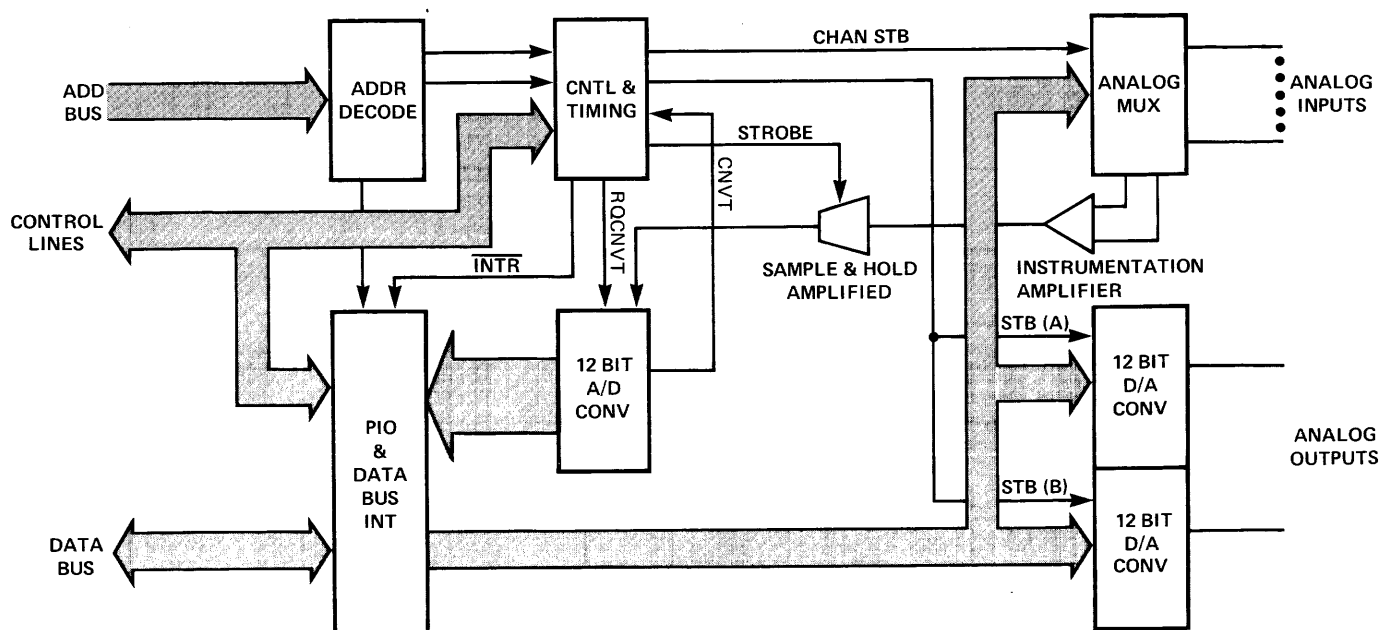 ADD
BUS
ADDR
DECODE
CNTL &
TIMING
CHAN STB
ANALOG
MUX
ANALOG
INPUTS
STROBE
CNVT
RQCNVT
CONTROL
LINES
INTR
SAMPLE & HOLD
AMPLIFIED
INSTRUMENTATION
AMPLIFIER
STB (A)
12 BIT
A/D
CONV
12 BIT
D/A
CONV
PIO
&
DATA
BUS
INT
ANALOG
OUTPUTS
STB (B)
12 BIT
D/A
CONV
DATA
BUS